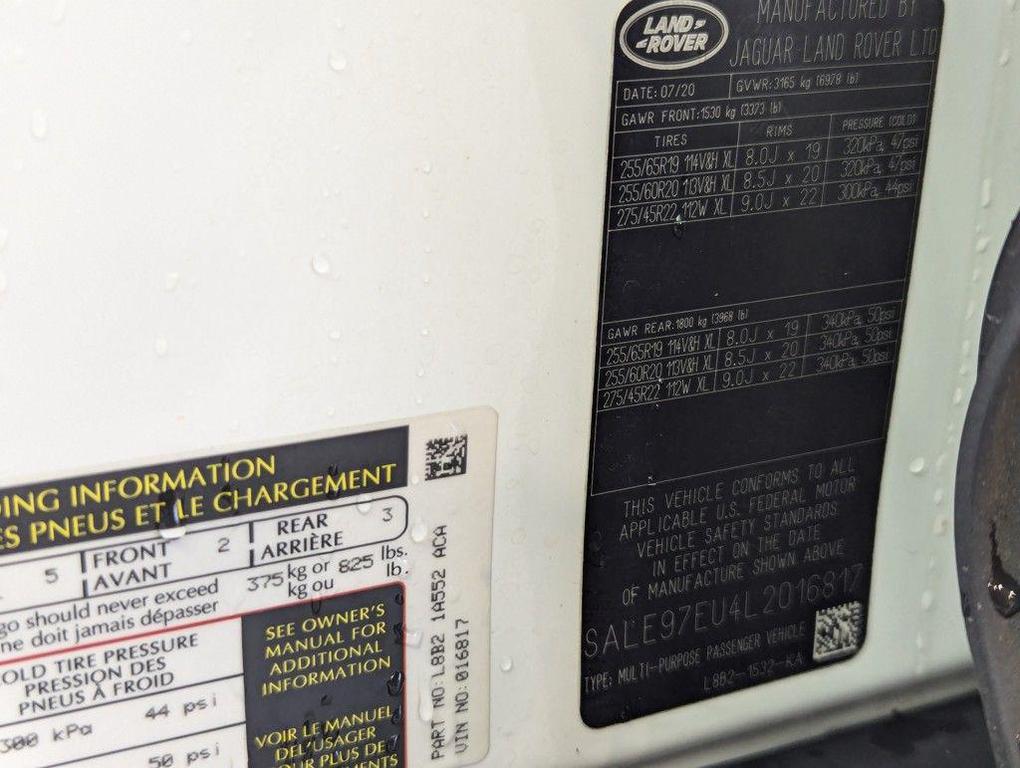 LAND
ROVER
MANUFACTURED BY
JAGUAR LAND ROVER LTD
DATE: 07/20 GVWR: 3165 kg (6978 lb)
GAWR FRONT: 1530 kg (3373 lb)
TIRES RIMS PRESSURE (COLD)
255/65R19 114V&H XL 8.0J x 19 320kPa, 47psi
255/60R20 113V&H XL 8.5J x 20 320kPa, 47psi
275/45R22 112W XL 9.0J x 22 300kPa, 44psi
GAWR REAR: 1800 kg (3968 lb)
255/65R19 114V&H XL 8.0J x 19 340kPa, 50psi
255/60R20 113V&H XL 8.5J x 20 340kPa, 50psi
275/45R22 112W XL 9.0J x 22 340kPa, 50psi
THIS VEHICLE CONFORMS TO ALL
APPLICABLE U.S. FEDERAL MOTOR
VEHICLE SAFETY STANDARDS
IN EFFECT ON THE DATE
OF MANUFACTURE SHOWN ABOVE
SALE97EU4L2016817
TYPE: MULTI-PURPOSE PASSENGER VEHICLE
L8B2-1532-KA
DING INFORMATION
ES PNEUS ET LE CHARGEMENT
5 FRONT 2 REAR 3
AVANT ARRIÈRE
go should never exceed 375 kg or 825 lbs.
ne doit jamais dépasser kg ou lb.
OLD TIRE PRESSURE
PRESSION DES
PNEUS À FROID
300 kPa 44 psi
50 psi
SEE OWNER'S
MANUAL FOR
ADDITIONAL
INFORMATION
VOIR LE MANUEL
DE L'USAGER
OUR PLUS DE
EMENTS
PART NO: L8B2 1A552 ACA
VIN NO: 016817